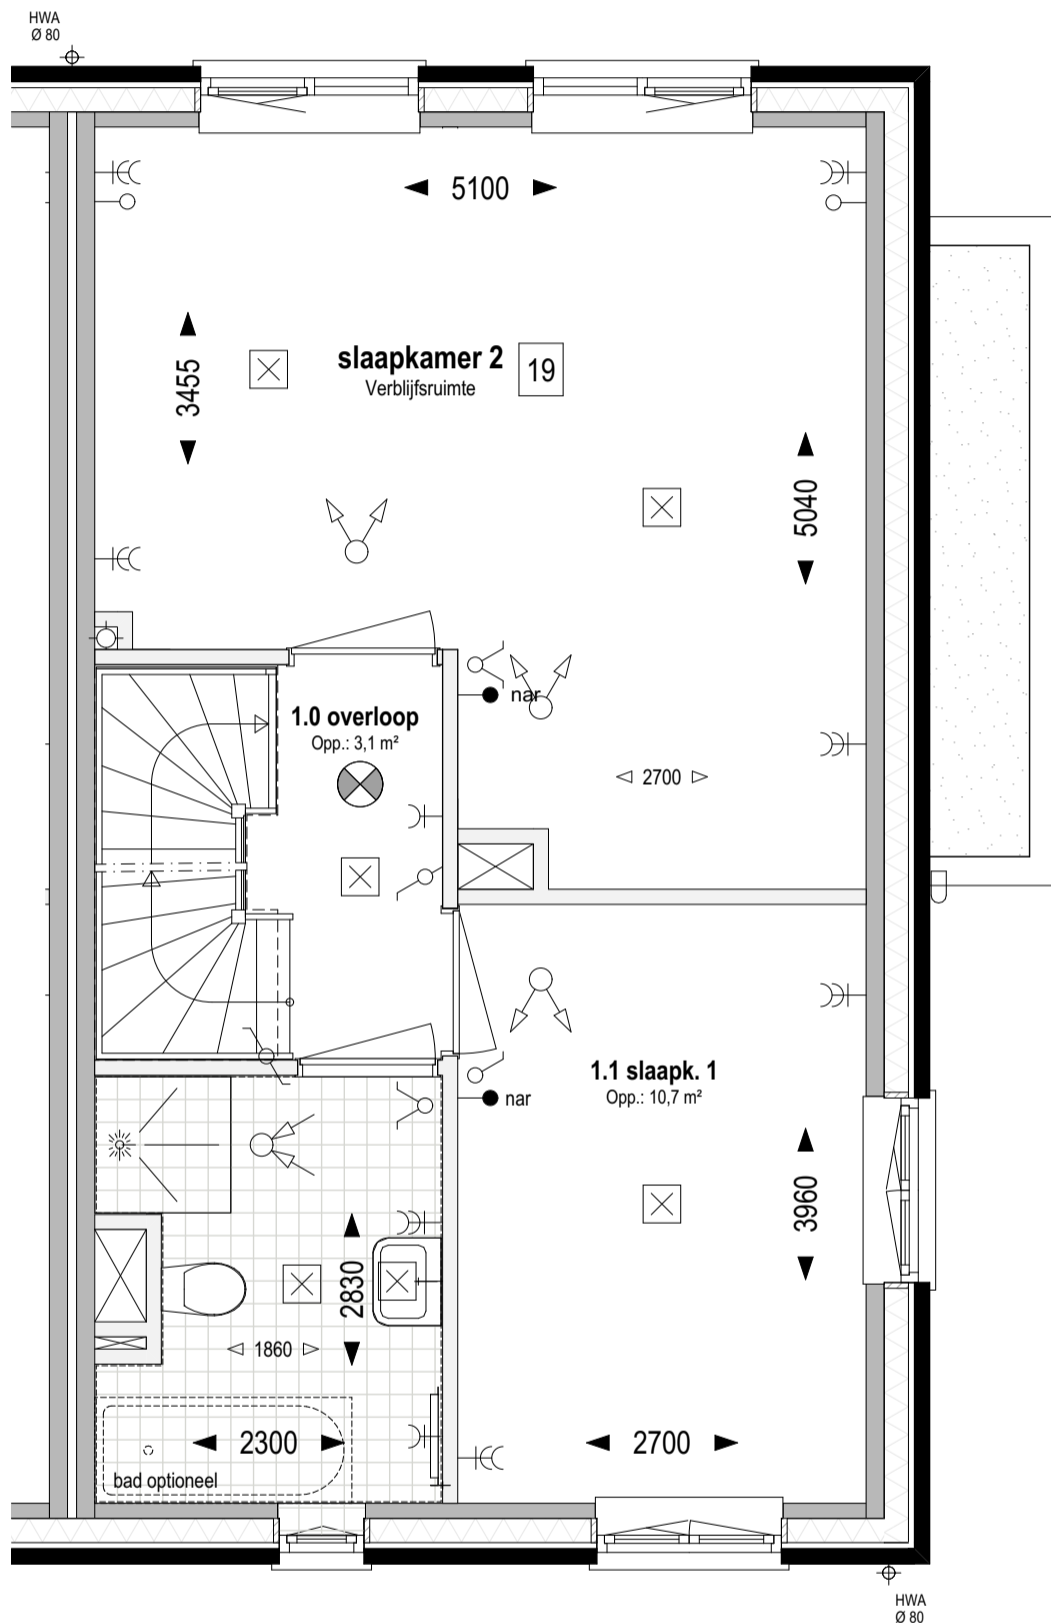 HWA
Ø 80
5100
3455
slaapkamer 2
Verblijfsruimte
19
5040
nar
1.0 overloop
Opp.: 3,1 m²
2700
1.1 slaapk. 1
Opp.: 10,7 m²
nar
3960
2830
1860
2300
2700
bad optioneel
HWA
Ø 80